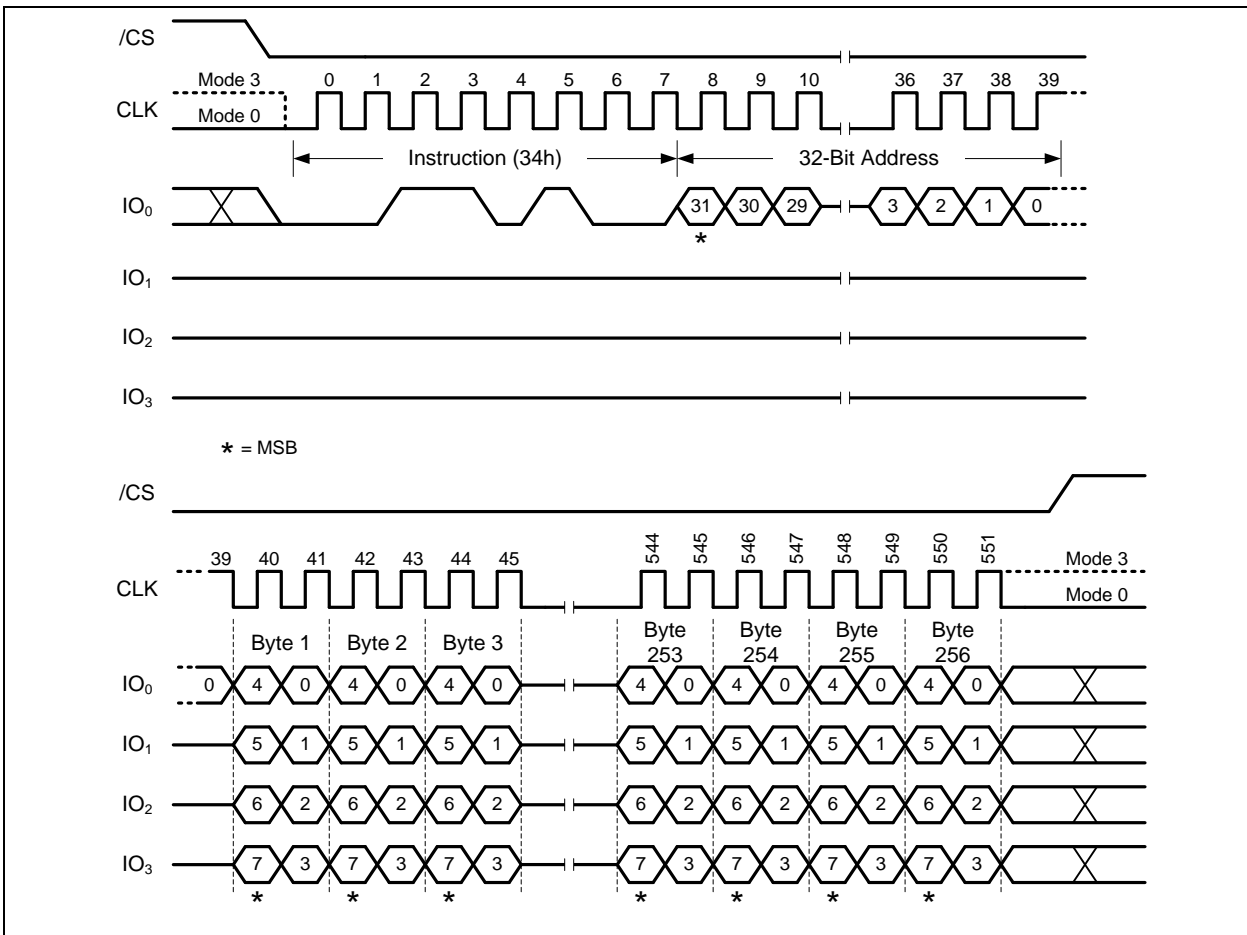 /CS
Mode 3 0 1 2 3 4 5 6 7 8 9 10 36 37 38 39
CLK
Mode 0
Instruction (34h) 32-Bit Address
IO₀ 31 30 29 3 2 1 0
*
IO₁
IO₂
IO₃
* = MSB
/CS
39 40 41 42 43 44 45 544 545 546 547 548 549 550 551 Mode 3
CLK
Mode 0
Byte 1 Byte 2 Byte 3 Byte 253 Byte 254 Byte 255 Byte 256
IO₀ 0 4 0 4 0 4 0 4 0 4 0 4 0 4 0
IO₁ 5 1 5 1 5 1 5 1 5 1 5 1 5 1
IO₂ 6 2 6 2 6 2 6 2 6 2 6 2 6 2
IO₃ 7 3 7 3 7 3 7 3 7 3 7 3 7 3
* * * * * * *